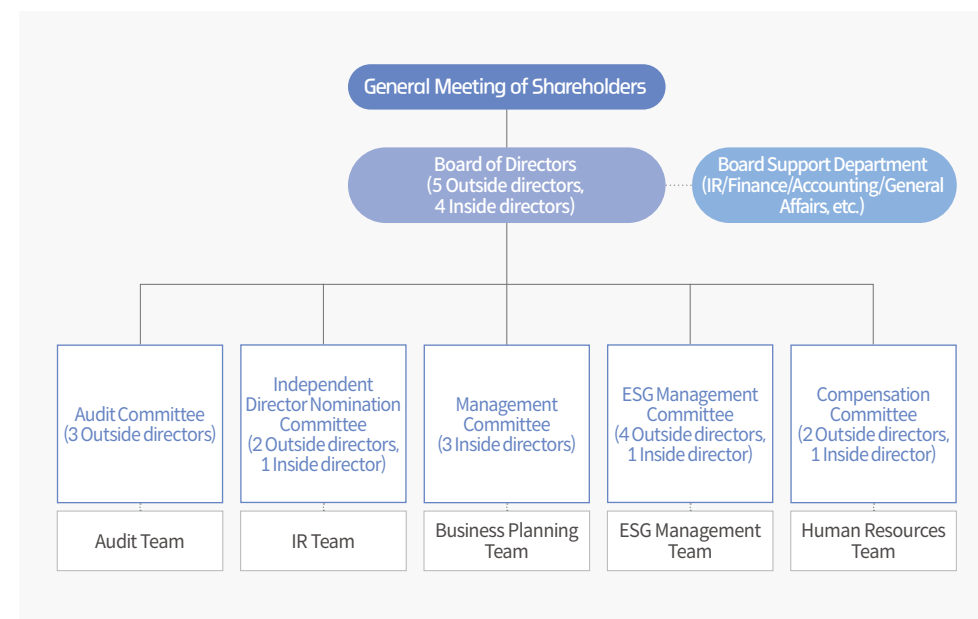 General Meeting of Shareholders
Board of Directors
(5 Outside directors,
4 Inside directors)
Board Support Department
(IR/Finance/Accounting/General
Affairs, etc.)
Audit Committee
(3 Outside directors)
Independent
Director Nomination
Committee
(2 Outside directors,
1 Inside director)
Management
Committee
(3 Inside directors)
ESG Management
Committee
(4 Outside directors,
1 Inside director)
Compensation
Committee
(2 Outside directors,
1 Inside director)
Audit Team
IR Team
Business Planning
Team
ESG Management
Team
Human Resources
Team